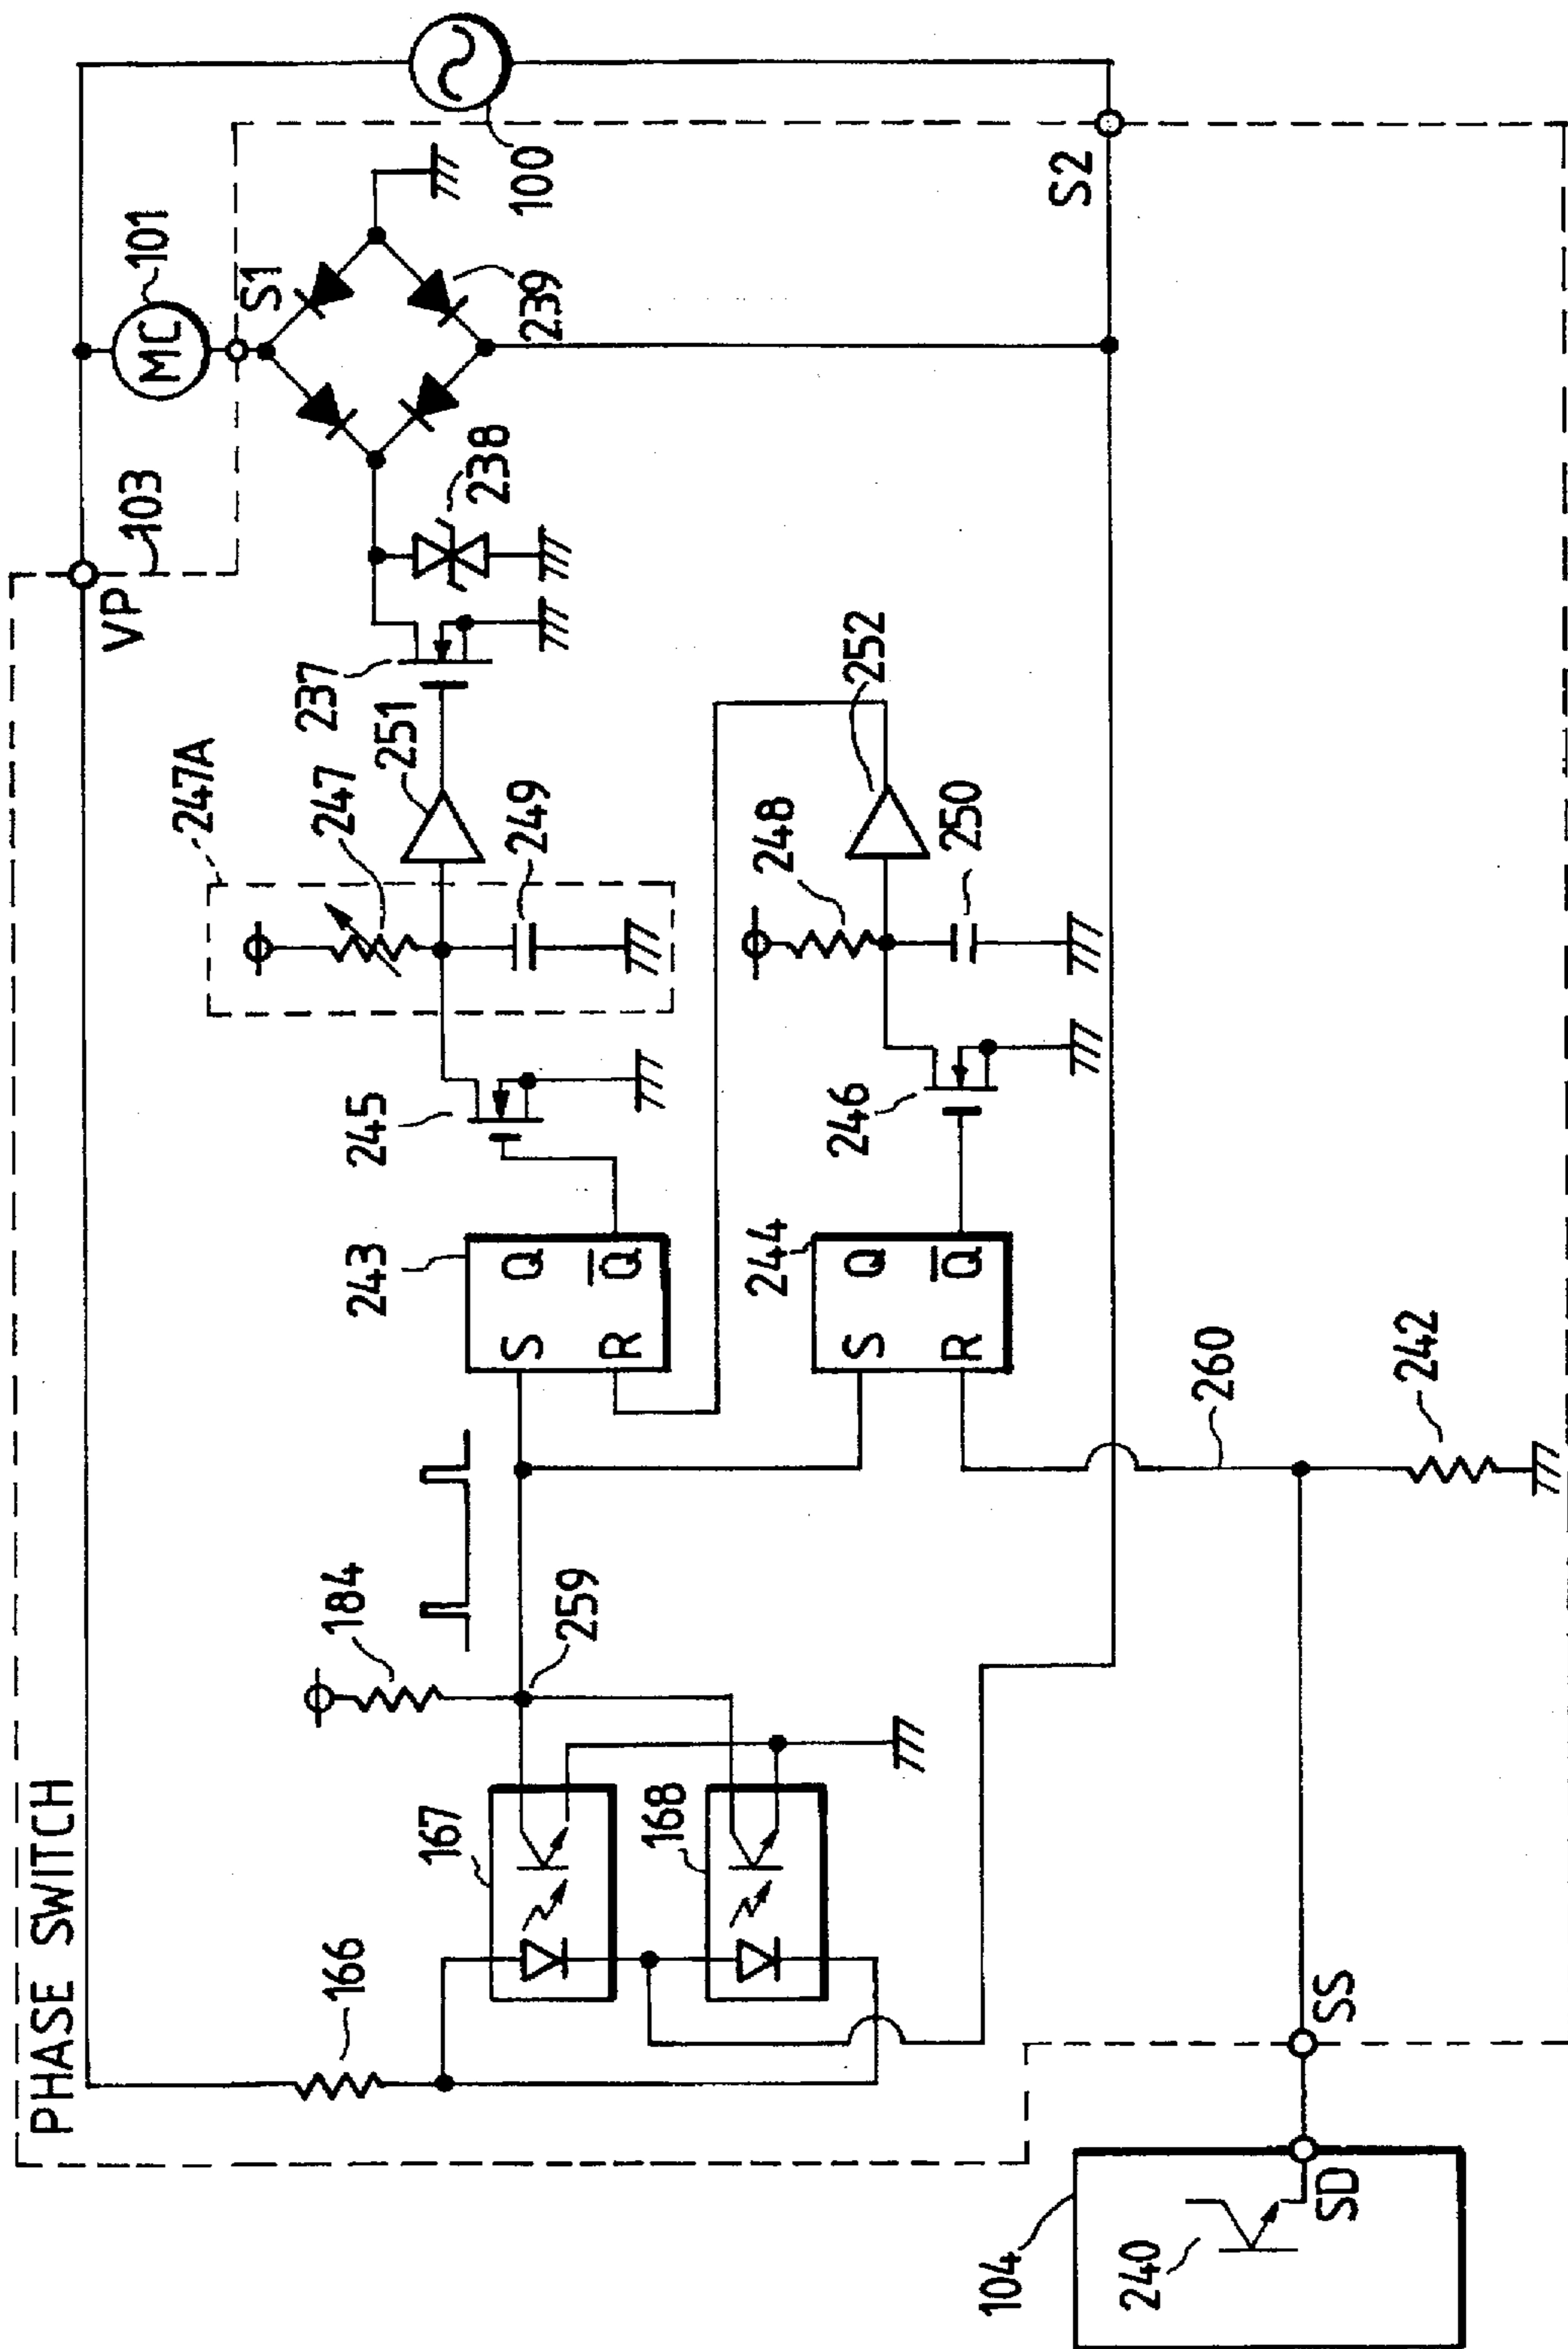 PHASE SWITCH
VP
103
MC
101
S1
100
239
238
237
251
247A
247
249
245
243
S Q
R Q̅
184
259
166
167
168
252
248
250
246
244
S Q
R Q̅
S2
260
242
SS
SD
104
240